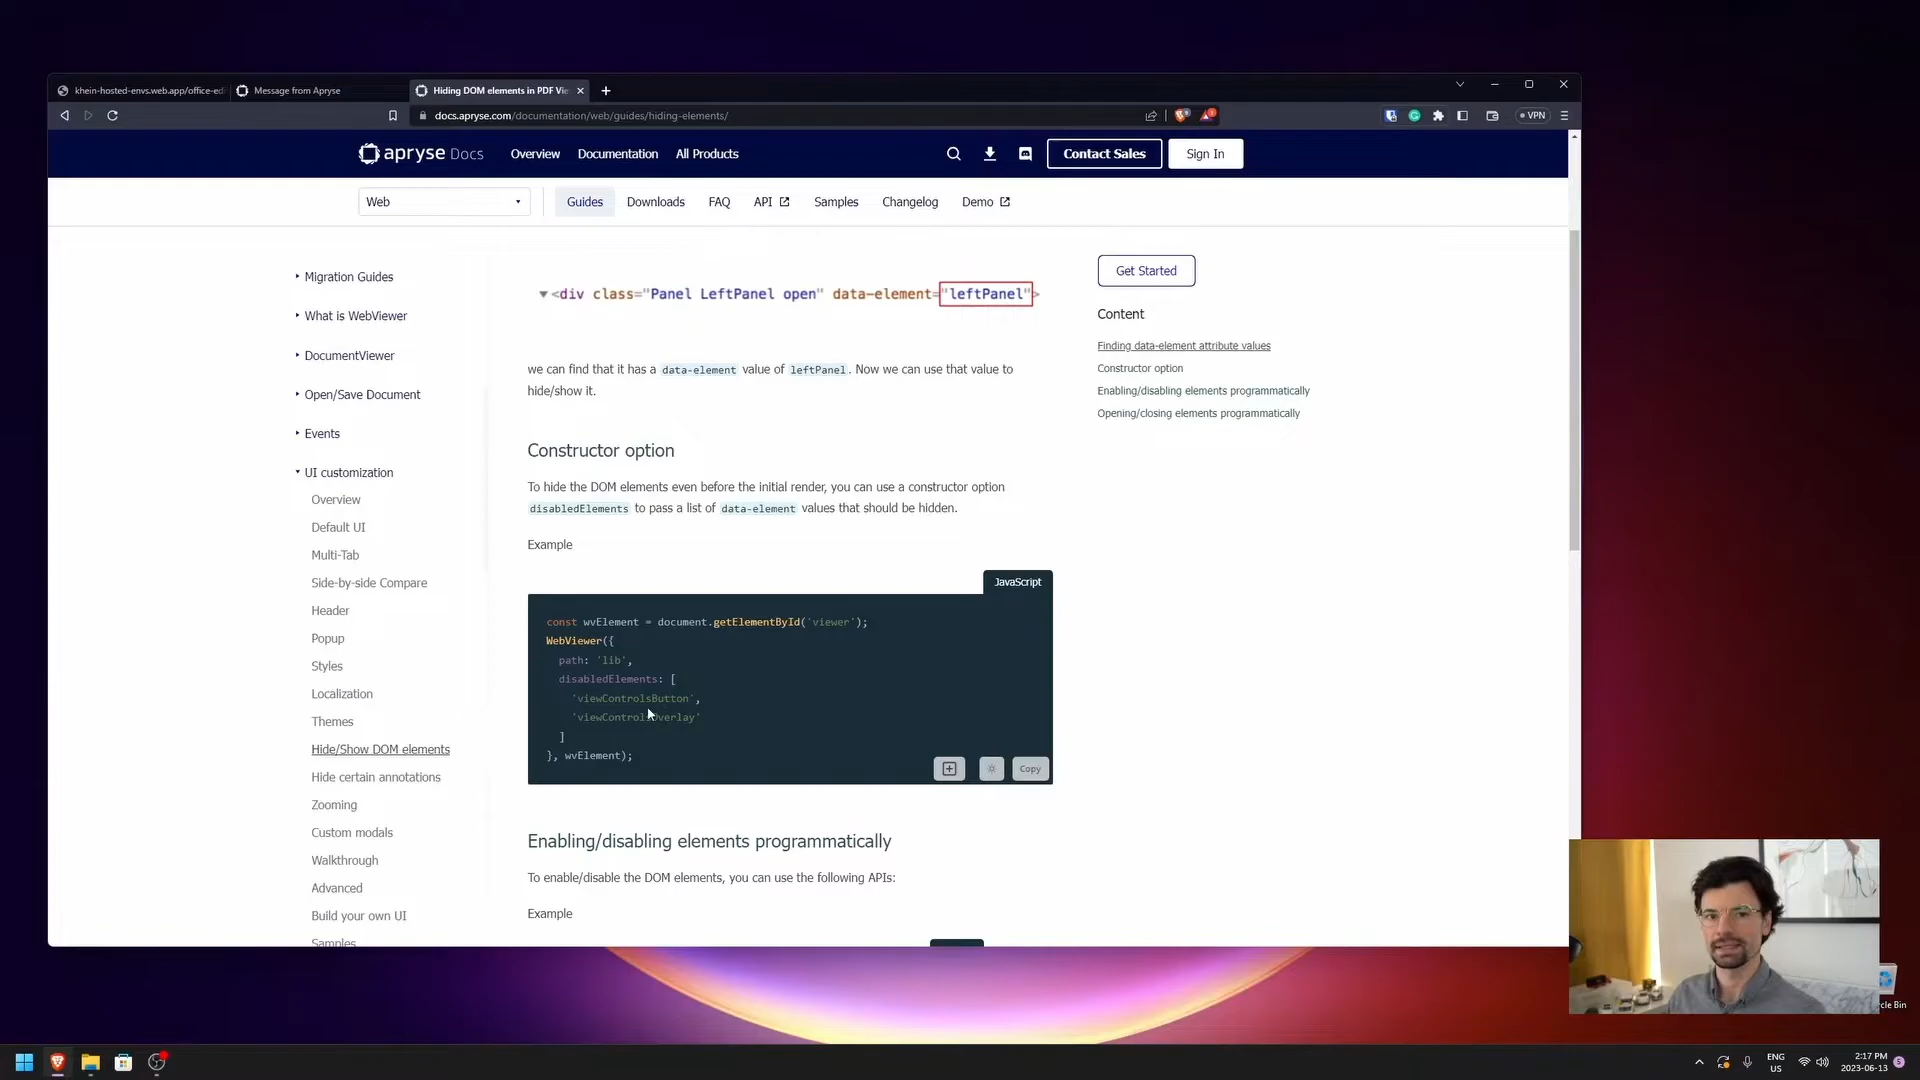 khein-hosted-envs.web.app/office-edi
Message from Apryse
Hiding DOM elements in PDF Vie
docs.apryse.com/documentation/web/guides/hiding-elements/
VPN
apryse Docs
Overview
Documentation
All Products
Contact Sales
Sign In
Web
Guides
Downloads
FAQ
API
Samples
Changelog
Demo
Migration Guides
What is WebViewer
DocumentViewer
Open/Save Document
Events
UI customization
Overview
Default UI
Multi-Tab
Side-by-side Compare
Header
Popup
Styles
Localization
Themes
Hide/Show DOM elements
Hide certain annotations
Zooming
Custom modals
Walkthrough
Advanced
Build your own UI
Samples
<div class="Panel LeftPanel open" data-element="leftPanel">
we can find that it has a data-element value of leftPanel. Now we can use that value to
hide/show it.
Constructor option
To hide the DOM elements even before the initial render, you can use a constructor option
disabledElements to pass a list of data-element values that should be hidden.
Example
JavaScript
const wvElement = document.getElementById('viewer');
WebViewer({
path: 'lib',
disabledElements: [
'viewControlsButton',
'viewControlsOverlay'
]
}, wvElement);
Copy
Enabling/disabling elements programmatically
To enable/disable the DOM elements, you can use the following APIs:
Example
Get Started
Content
Finding data-element attribute values
Constructor option
Enabling/disabling elements programmatically
Opening/closing elements programmatically
cle Bin
ENG
US
2:17 PM
2023-06-13
5